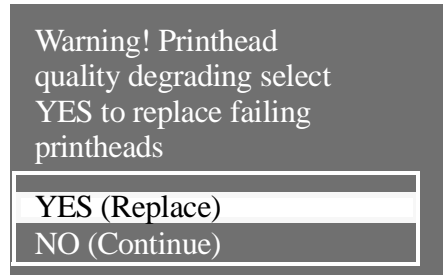 Warning! Printhead
quality degrading select
YES to replace failing
printheads
YES (Replace)
NO (Continue)